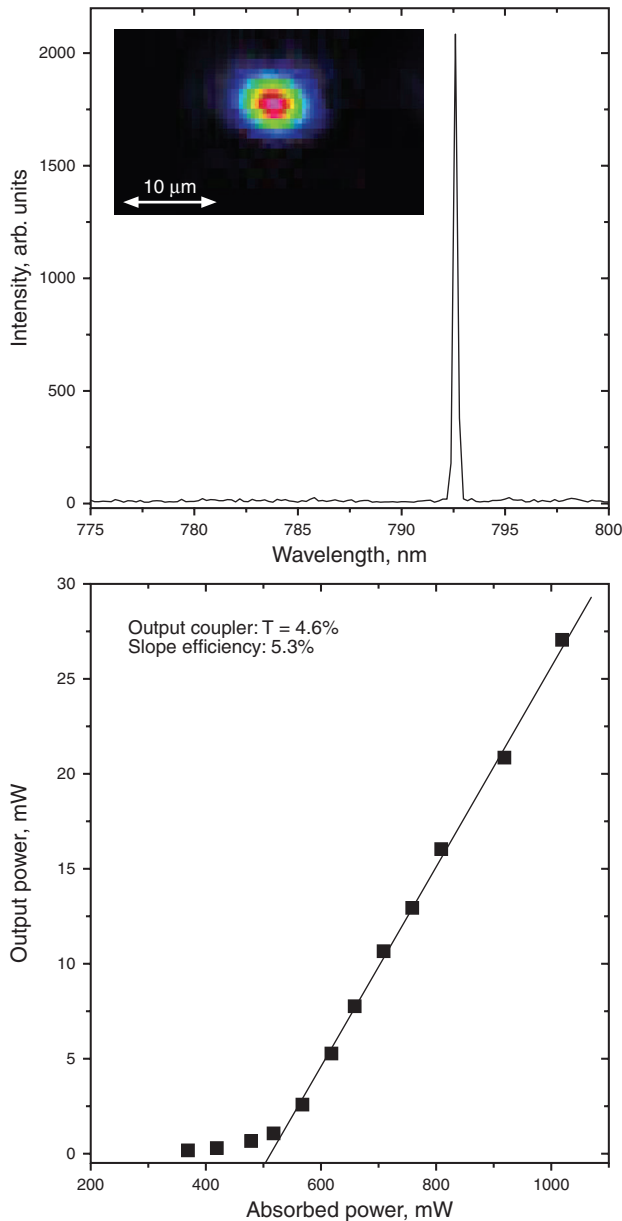 2000
1500
1000
500
0
Intensity, arb. units
10 μm
775 780 785 790 795 800
Wavelength, nm
30
25
20
15
10
5
0
Output power, mW
Output coupler: T = 4.6%
Slope efficiency: 5.3%
200 400 600 800 1000
Absorbed power, mW